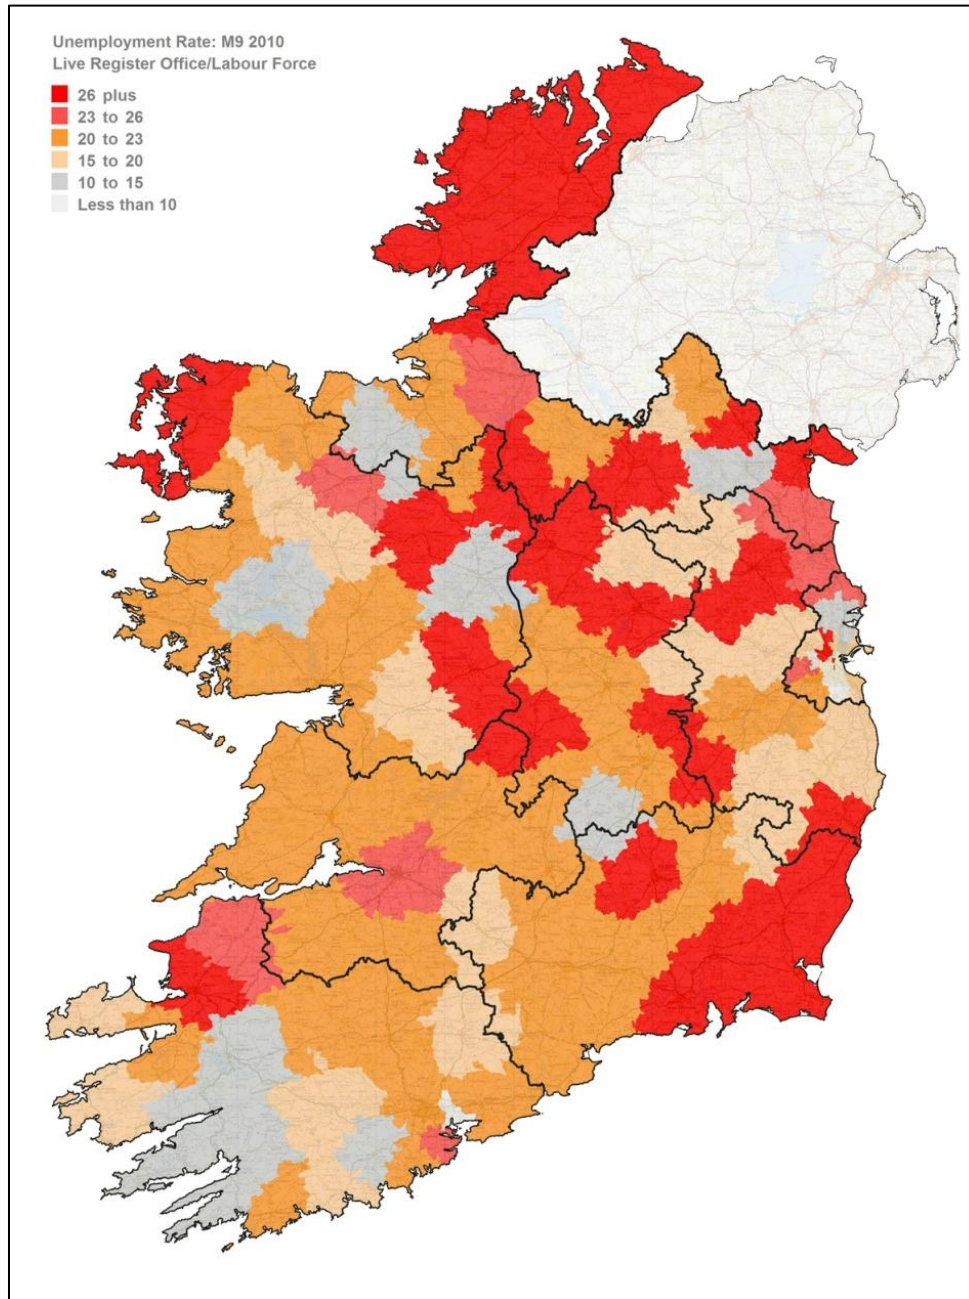 Unemployment Rate: M9 2010
Live Register Office/Labour Force
26 plus
23 to 26
20 to 23
15 to 20
10 to 15
Less than 10